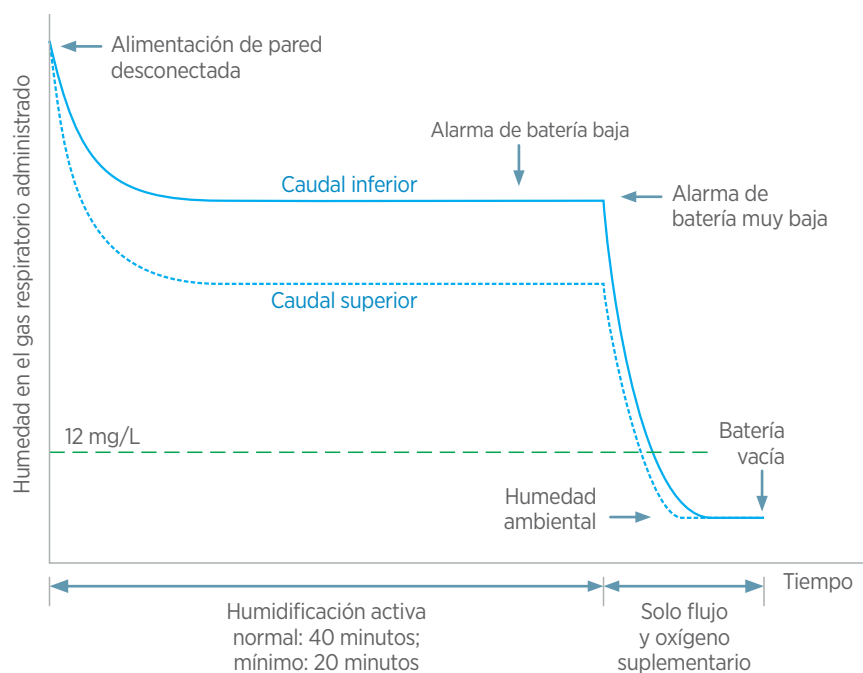 Alimentación de pared
desconectada
Humedad en el gas respiratorio administrado
Alarma de batería baja
Caudal inferior
Alarma de
batería muy baja
Caudal superior
12 mg/L
Batería
vacía
Humedad
ambiental
Tiempo
Humidificación activa
normal: 40 minutos;
mínimo: 20 minutos
Solo flujo
y oxígeno
suplementario